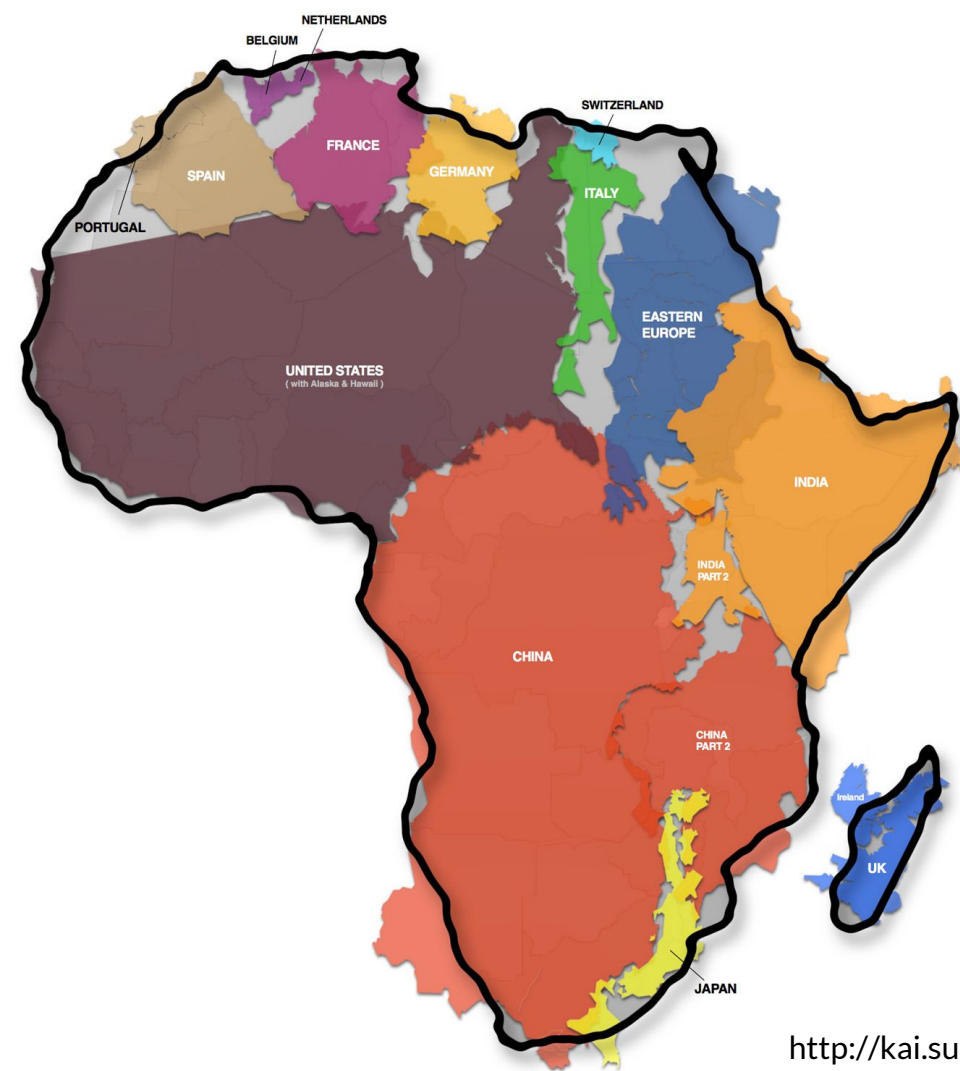 NETHERLANDS
BELGIUM
SWITZERLAND
FRANCE
GERMANY
SPAIN
ITALY
PORTUGAL
EASTERN
EUROPE
UNITED STATES
( with Alaska & Hawaii )
INDIA
INDIA
PART 2
CHINA
CHINA
PART 2
Ireland
UK
JAPAN
http://kai.su